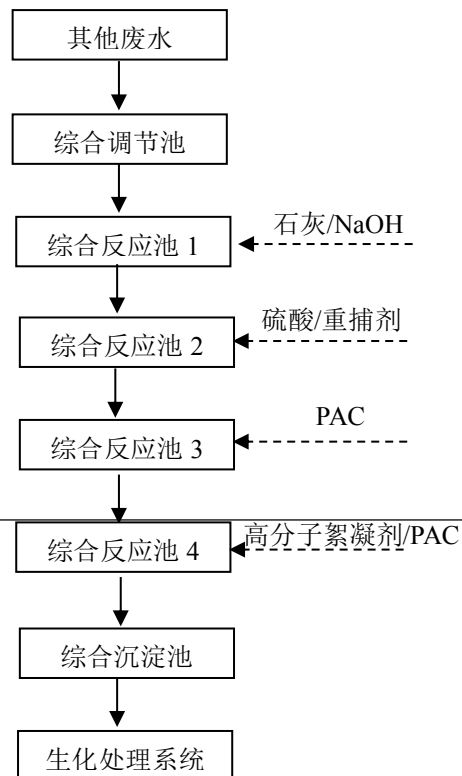 其他废水
综合调节池
综合反应池 1
石灰/NaOH
综合反应池 2
硫酸/重捕剂
综合反应池 3
PAC
综合反应池 4
高分子絮凝剂/PAC
综合沉淀池
生化处理系统